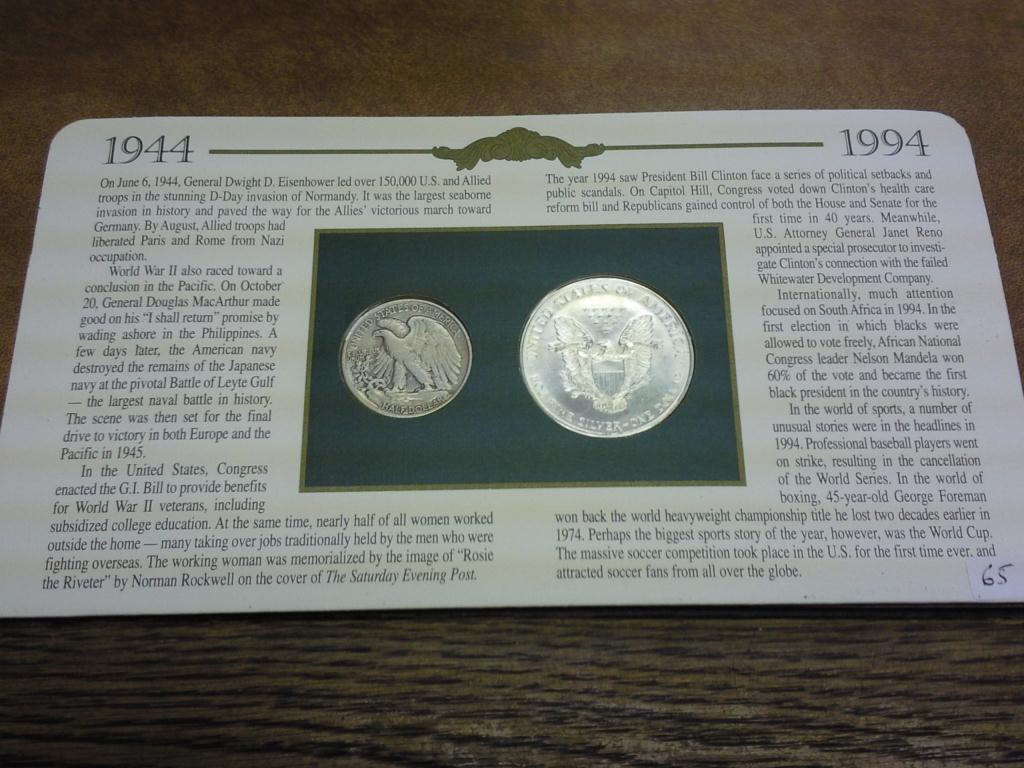 1944
On June 6, 1944, General Dwight D. Eisenhower led over 150,000 U.S. and Allied
troops in the stunning D-Day invasion of Normandy. It was the largest seaborne
invasion in history and paved the way for the Allies' victorious march toward
Germany. By August, Allied troops had
liberated Paris and Rome from Nazi
occupation.
World War II also raced toward a
conclusion in the Pacific. On October
20, General Douglas MacArthur made
good on his "I shall return" promise by
wading ashore in the Philippines. A
few days later, the American navy
destroyed the remains of the Japanese
navy at the pivotal Battle of Leyte Gulf
— the largest naval battle in history.
The scene was then set for the final
drive to victory in both Europe and the
Pacific in 1945.
In the United States, Congress
enacted the G.I. Bill to provide benefits
for World War II veterans, including
subsidized college education. At the same time, nearly half of all women worked
outside the home — many taking over jobs traditionally held by the men who were
fighting overseas. The working woman was memorialized by the image of "Rosie
the Riveter" by Norman Rockwell on the cover of The Saturday Evening Post.
UNITED STATES OF AMERICA
HALF DOLLAR
UNITED STATES OF AMERICA
SILVER~ONE
1994
The year 1994 saw President Bill Clinton face a series of political setbacks and
public scandals. On Capitol Hill, Congress voted down Clinton's health care
reform bill and Republicans gained control of both the House and Senate for the
first time in 40 years. Meanwhile,
U.S. Attorney General Janet Reno
appointed a special prosecutor to investi-
gate Clinton's connection with the failed
Whitewater Development Company.
Internationally, much attention
focused on South Africa in 1994. In the
first election in which blacks were
allowed to vote freely, African National
Congress leader Nelson Mandela won
60% of the vote and became the first
black president in the country's history.
In the world of sports, a number of
unusual stories were in the headlines in
1994. Professional baseball players went
on strike, resulting in the cancellation
of the World Series. In the world of
boxing, 45-year-old George Foreman
won back the world heavyweight championship title he lost two decades earlier in
1974. Perhaps the biggest sports story of the year, however, was the World Cup.
The massive soccer competition took place in the U.S. for the first time ever, and
attracted soccer fans from all over the globe.
65